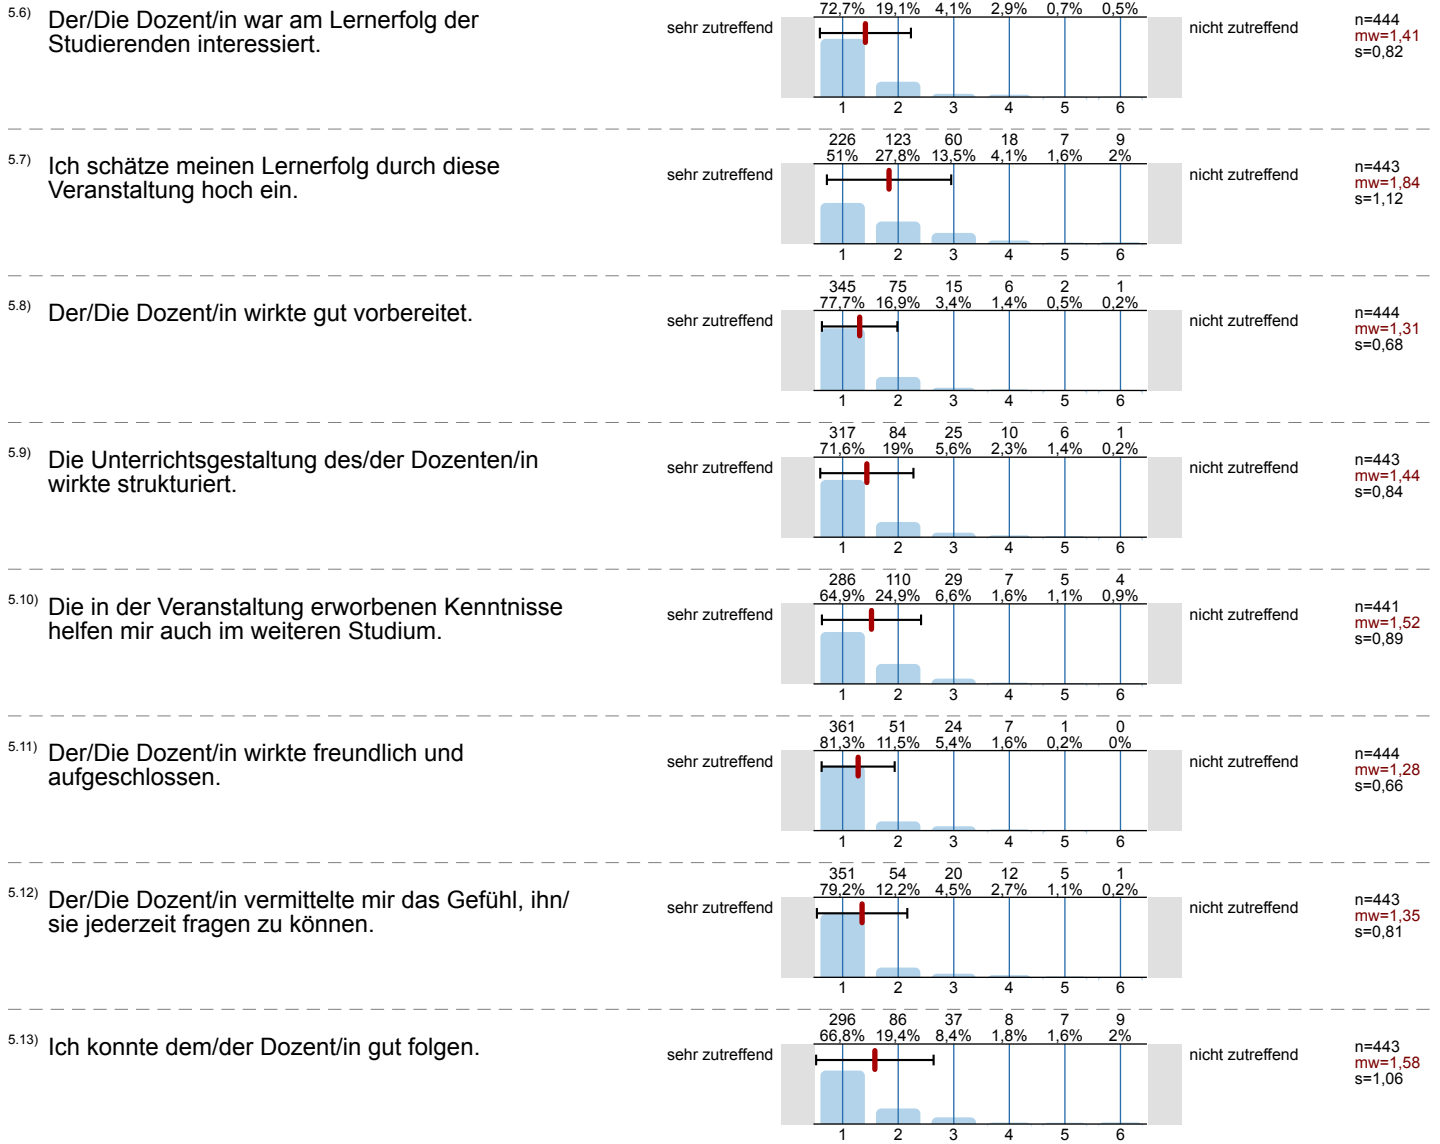 72,7% 19,1% 4,1% 2,9% 0,7% 0,5%
5.6) Der/Die Dozent/in war am Lernerfolg der
Studierenden interessiert.
sehr zutreffend
nicht zutreffend
n=444
mw=1,41
s=0,82
1 2 3 4 5 6
226 123 60 18 7 9
51% 27,8% 13,5% 4,1% 1,6% 2%
5.7) Ich schätze meinen Lernerfolg durch diese
Veranstaltung hoch ein.
sehr zutreffend
nicht zutreffend
n=443
mw=1,84
s=1,12
1 2 3 4 5 6
345 75 15 6 2 1
77,7% 16,9% 3,4% 1,4% 0,5% 0,2%
5.8) Der/Die Dozent/in wirkte gut vorbereitet.
sehr zutreffend
nicht zutreffend
n=444
mw=1,31
s=0,68
1 2 3 4 5 6
317 84 25 10 6 1
71,6% 19% 5,6% 2,3% 1,4% 0,2%
5.9) Die Unterrichtsgestaltung des/der Dozenten/in
wirkte strukturiert.
sehr zutreffend
nicht zutreffend
n=443
mw=1,44
s=0,84
1 2 3 4 5 6
286 110 29 7 5 4
64,9% 24,9% 6,6% 1,6% 1,1% 0,9%
5.10) Die in der Veranstaltung erworbenen Kenntnisse
helfen mir auch im weiteren Studium.
sehr zutreffend
nicht zutreffend
n=441
mw=1,52
s=0,89
1 2 3 4 5 6
361 51 24 7 1 0
81,3% 11,5% 5,4% 1,6% 0,2% 0%
5.11) Der/Die Dozent/in wirkte freundlich und
aufgeschlossen.
sehr zutreffend
nicht zutreffend
n=444
mw=1,28
s=0,66
1 2 3 4 5 6
351 54 20 12 5 1
79,2% 12,2% 4,5% 2,7% 1,1% 0,2%
5.12) Der/Die Dozent/in vermittelte mir das Gefühl, ihn/
sie jederzeit fragen zu können.
sehr zutreffend
nicht zutreffend
n=443
mw=1,35
s=0,81
1 2 3 4 5 6
296 86 37 8 7 9
66,8% 19,4% 8,4% 1,8% 1,6% 2%
5.13) Ich konnte dem/der Dozent/in gut folgen.
sehr zutreffend
nicht zutreffend
n=443
mw=1,58
s=1,06
1 2 3 4 5 6